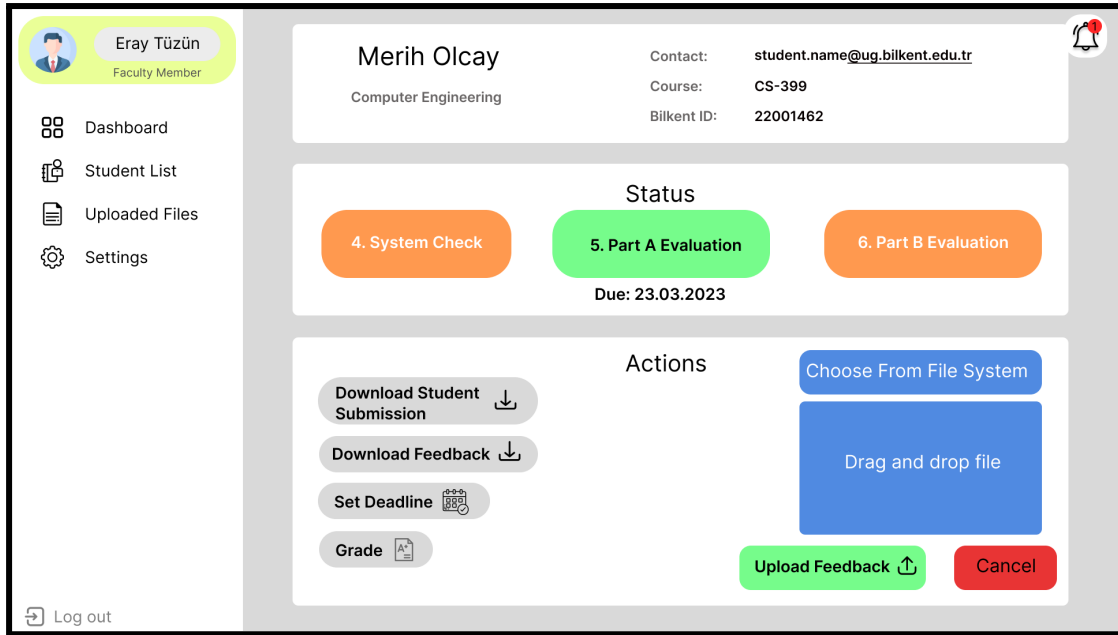 Eray Tüzün
Faculty Member
Dashboard
Student List
Uploaded Files
Settings
Log out
1
Merih Olcay
Computer Engineering
Contact: student.name@ug.bilkent.edu.tr
Course: CS-399
Bilkent ID: 22001462
Status
4. System Check
5. Part A Evaluation
6. Part B Evaluation
Due: 23.03.2023
Actions
Download Student
Submission
Download Feedback
Set Deadline
Grade
A+
Choose From File System
Drag and drop file
Upload Feedback
Cancel